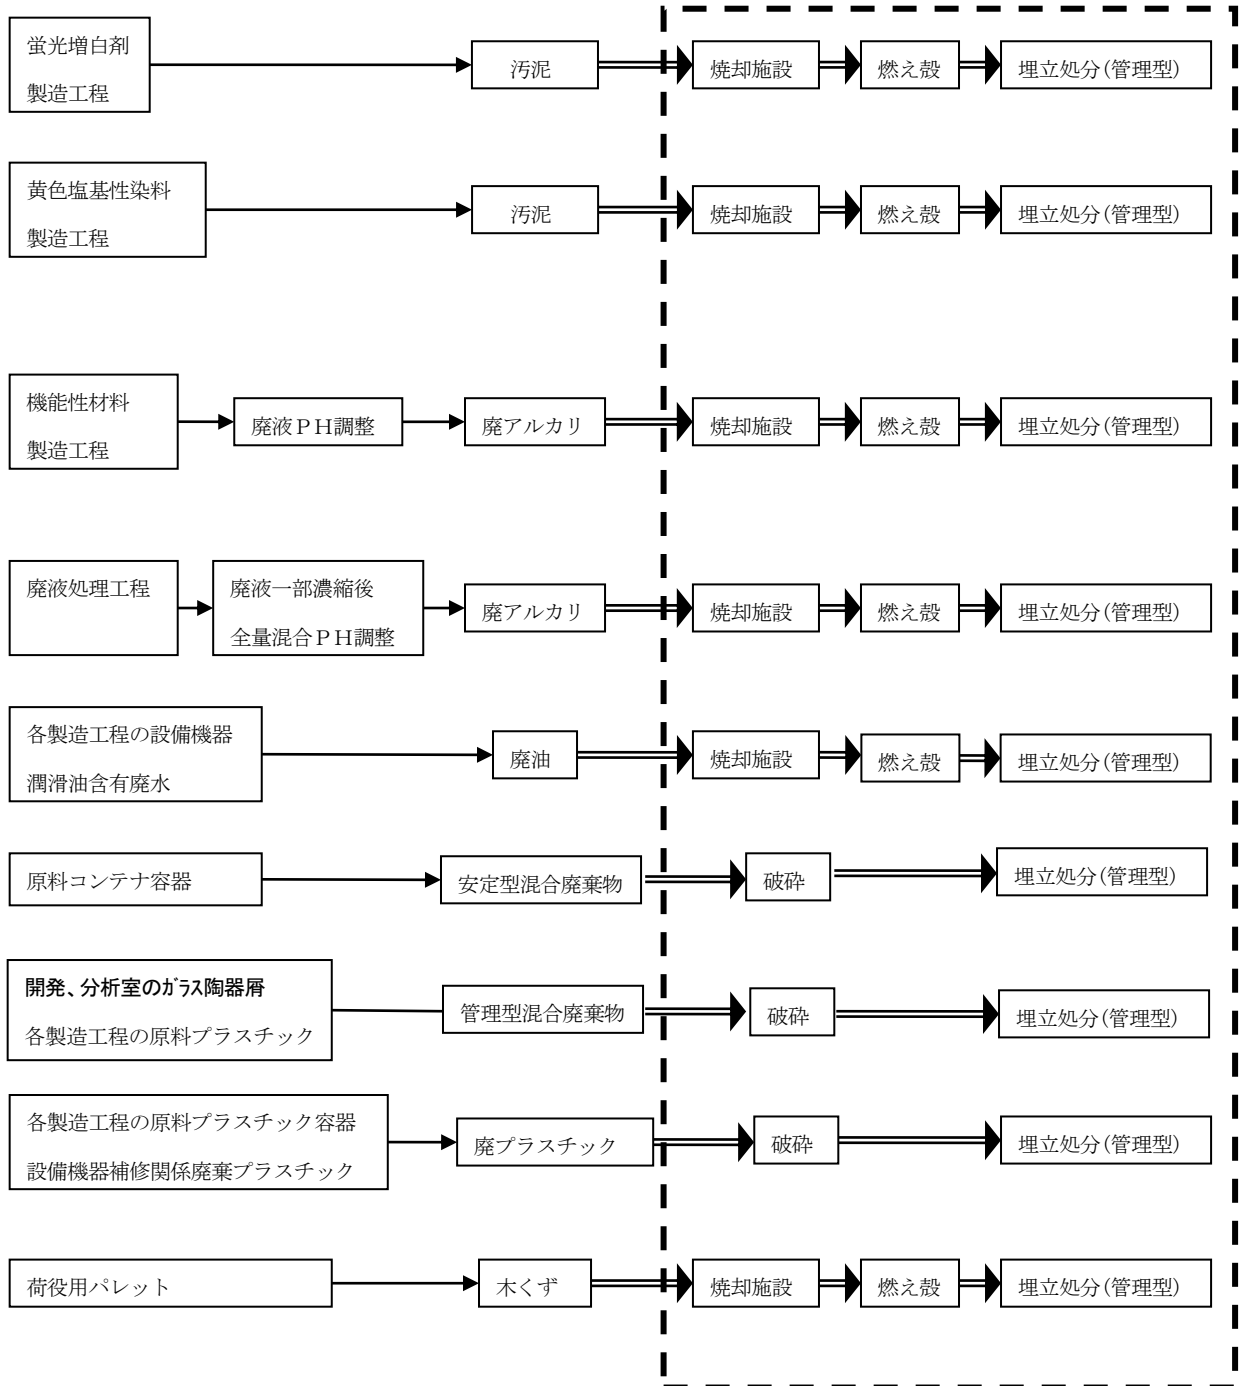 蛍光増白剤
製造工程
汚泥
焼却施設
燃え殻
埋立処分(管理型)
黄色塩基性染料
製造工程
汚泥
焼却施設
燃え殻
埋立処分(管理型)
機能性材料
製造工程
廃液ＰＨ調整
廃アルカリ
焼却施設
燃え殻
埋立処分(管理型)
廃液処理工程
廃液一部濃縮後
全量混合ＰＨ調整
廃アルカリ
焼却施設
燃え殻
埋立処分(管理型)
各製造工程の設備機器
潤滑油含有廃水
廃油
焼却施設
燃え殻
埋立処分(管理型)
原料コンテナ容器
安定型混合廃棄物
破砕
埋立処分(管理型)
開発、分析室のｶﾞﾗｽ陶器屑
各製造工程の原料プラスチック
管理型混合廃棄物
破砕
埋立処分(管理型)
各製造工程の原料プラスチック容器
設備機器補修関係廃棄プラスチック
廃プラスチック
破砕
埋立処分(管理型)
荷役用パレット
木くず
焼却施設
燃え殻
埋立処分(管理型)